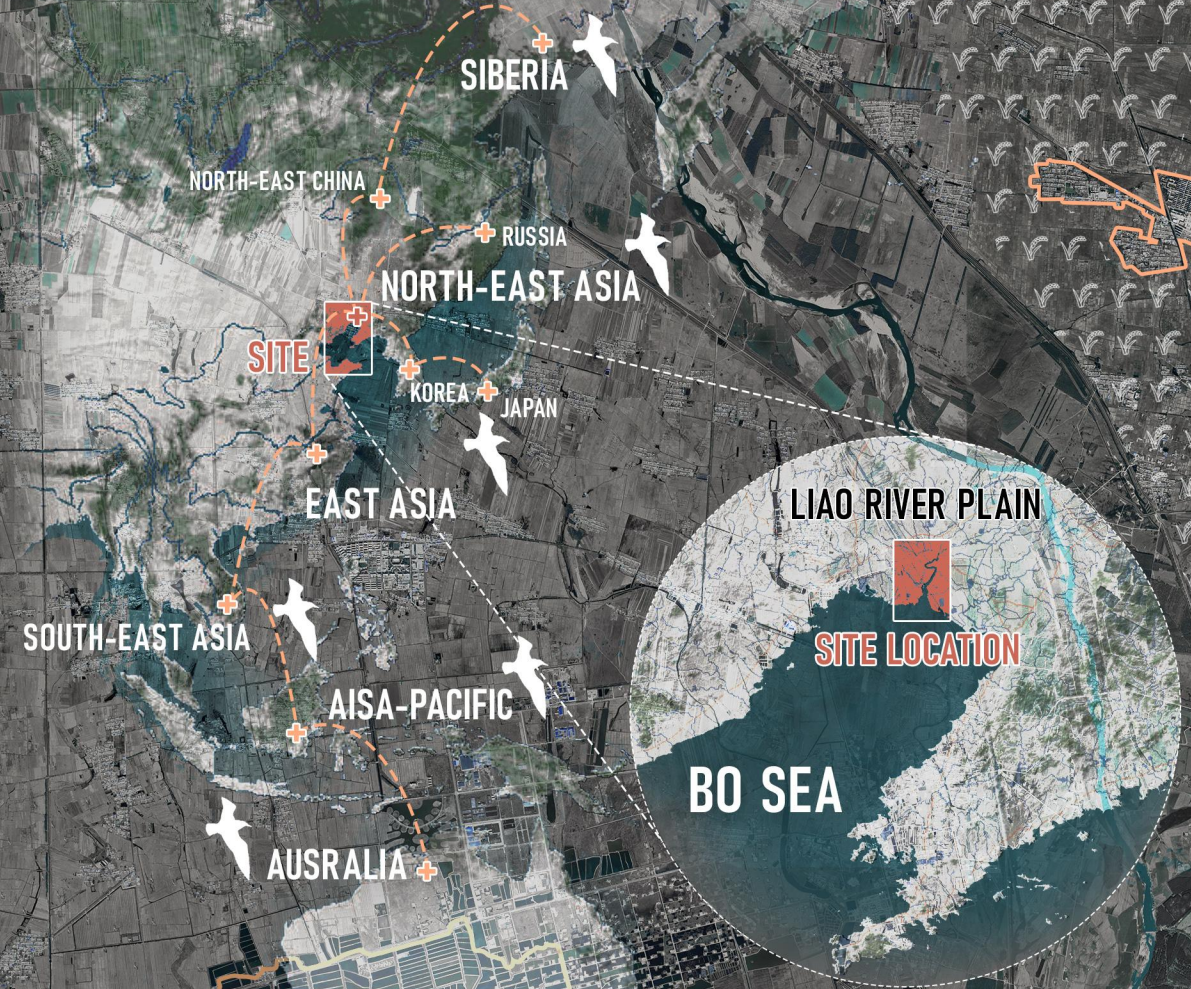 SIBERIA
NORTH-EAST CHINA
RUSSIA
NORTH-EAST ASIA
SITE
KOREA
JAPAN
EAST ASIA
LIAO RIVER PLAIN
SOUTH-EAST ASIA
SITE LOCATION
AISA-PACIFIC
BO SEA
AUSRALIA